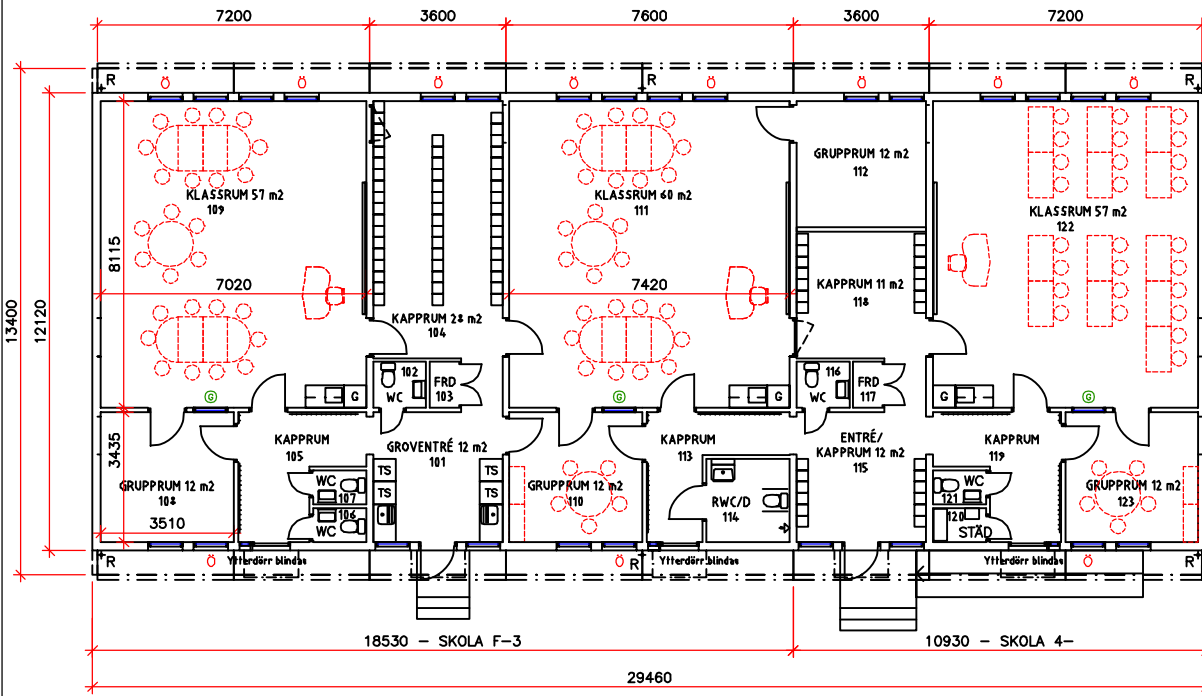 7200
3600
7600
3600
7200
R
Ö
Ö
Ö
Ö
R
Ö
Ö
Ö
Ö
R
13400
12120
8115
KLASSRUM 57 m2
109
7020
KAPPRUM 28 m2
104
KLASSRUM 60 m2
111
7420
GRUPPRUM 12 m2
112
KAPPRUM 11 m2
118
KLASSRUM 57 m2
122
102
WC
FRD
103
116
WC
FRD
117
G
G
G
G
G
G
3435
GRUPPRUM 12 m2
108
3510
KAPPRUM
105
WC
107
106
WC
GROVENTRÉ 12 m2
101
TS
TS
TS
TS
GRUPPRUM 12 m2
110
KAPPRUM
113
RWC/D
114
ENTRÉ/
KAPPRUM 12 m2
115
KAPPRUM
119
WC
121
120
STÄD
GRUPPRUM 12 m2
123
R
Ö
Ytterdörr blindas
Ö
R
Ytterdörr blindas
Ytterdörr blindas
Ö
R
18530 - SKOLA F-3
10930 - SKOLA 4-
29460